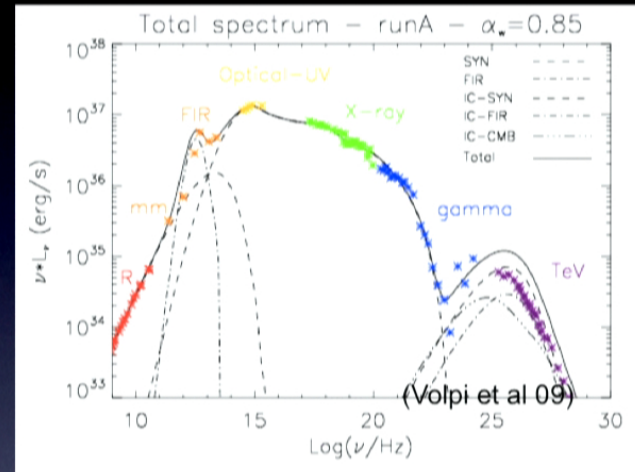 Total spectrum - runA - α_w=0.85
10^38
10^37
10^36
10^35
10^34
10^33
ν*L_ν (erg/s)
Optical-UV
FIR
X-ray
mm
gamma
R
TeV
SYN
FIR
IC-SYN
IC-FIR
IC-CMB
Total
(Volpi et al 09)
10 15 20 25 30
Log(ν/Hz)